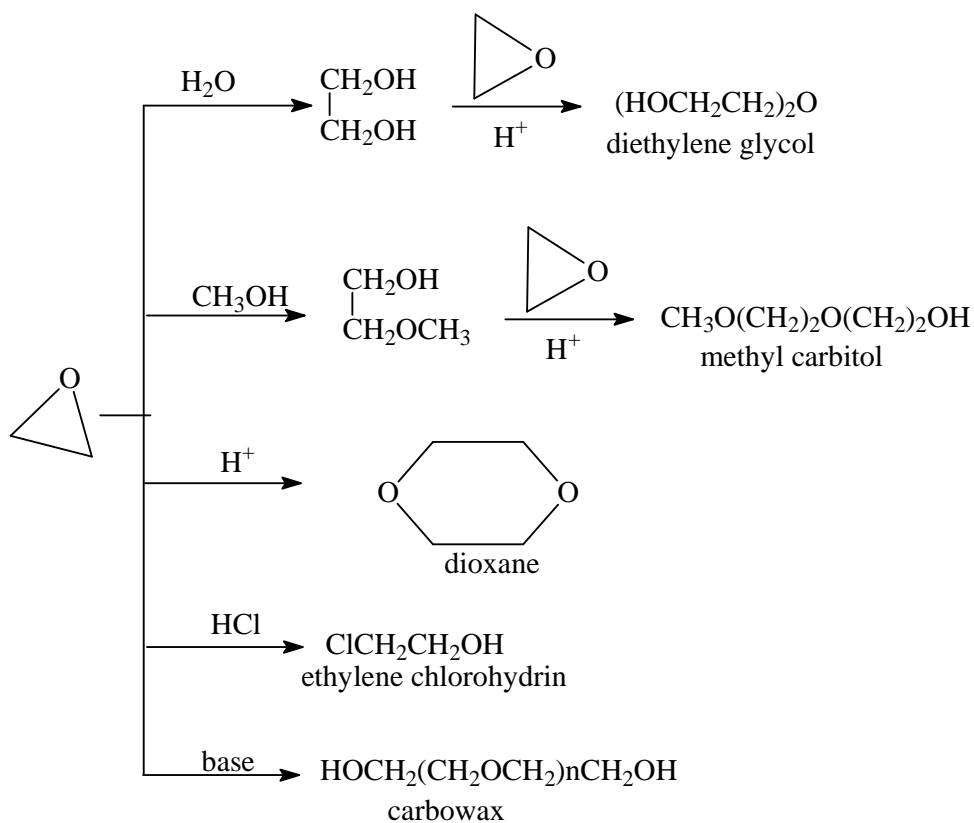 O
H₂O
CH₂OH
CH₂OH
H⁺
(HOCH₂CH₂)₂O
diethylene glycol
O
CH₃OH
CH₂OH
CH₂OCH₃
H⁺
CH₃O(CH₂)₂O(CH₂)₂OH
methyl carbitol
O
H⁺
O
O
dioxane
HCl
ClCH₂CH₂OH
ethylene chlorohydrin
base
HOCH₂(CH₂OCH₂)nCH₂OH
carbowax